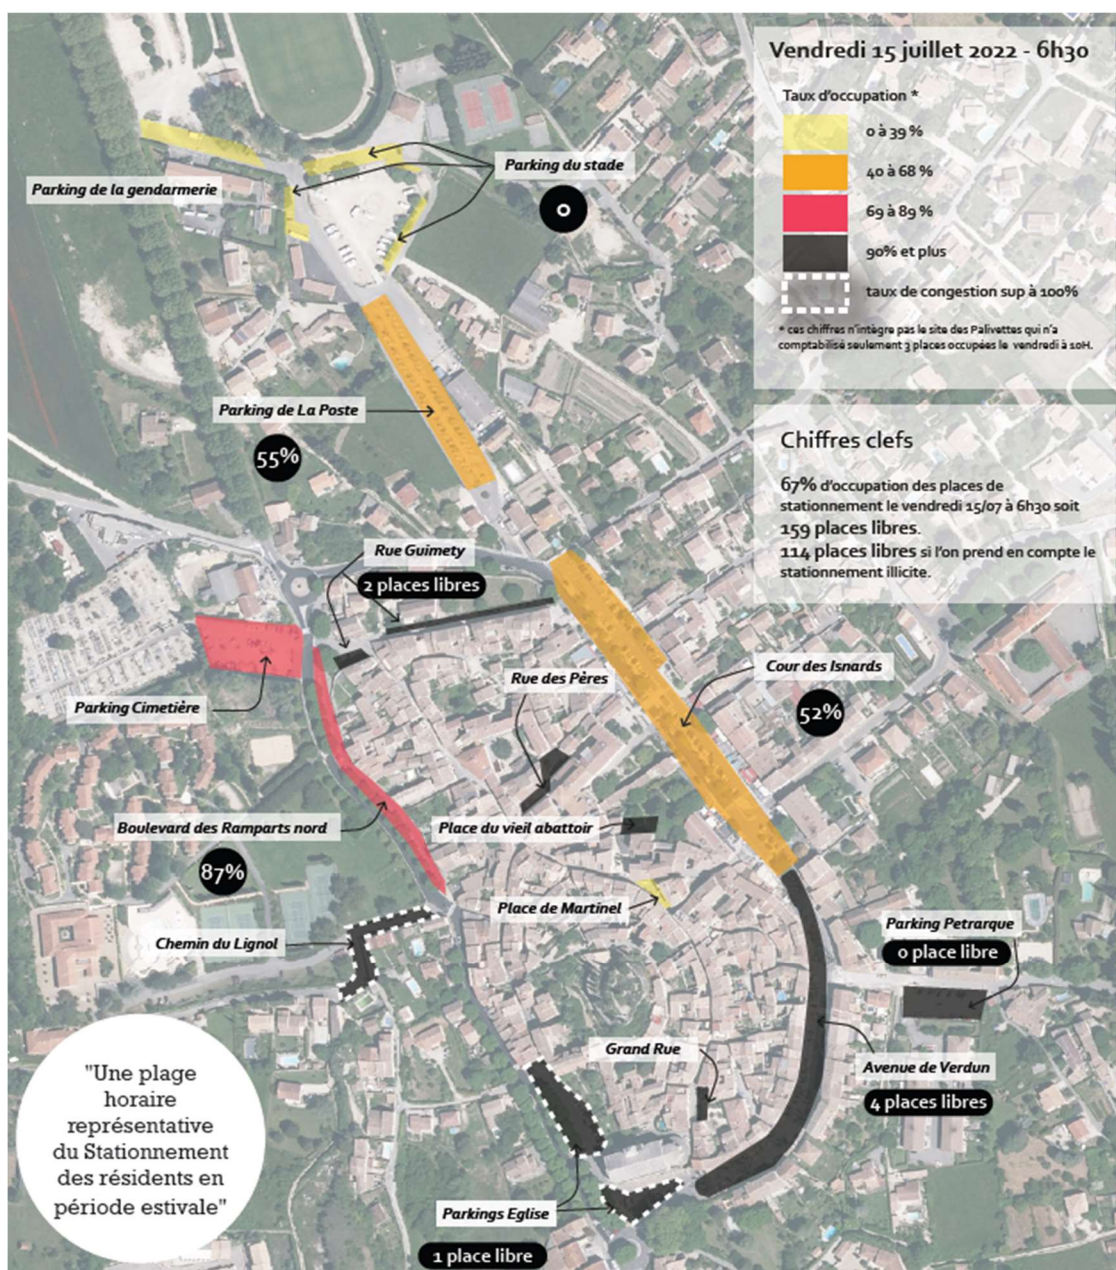 Vendredi 15 juillet 2022 - 6h30
Taux d'occupation *
0 à 39 %
40 à 68 %
69 à 89 %
90% et plus
taux de congestion sup à 100%
* ces chiffres n'intègre pas le site des Palivettes qui n'a
comptabilisé seulement 3 places occupées le vendredi à 10H.
Chiffres clefs
67% d'occupation des places de
stationnement le vendredi 15/07 à 6h30 soit
159 places libres.
114 places libres si l'on prend en compte le
stationnement illicite.
Parking du stade
0
Parking de la gendarmerie
Parking de La Poste
55%
Rue Guimety
2 places libres
Parking Cimetière
Rue des Pères
Cour des Isnards
52%
Boulevard des Ramparts nord
87%
Place du vieil abattoir
Place de Martinel
Chemin du Lignol
Parking Petrarque
0 place libre
Grand Rue
Avenue de Verdun
4 places libres
Parkings Eglise
1 place libre
"Une plage
horaire
représentative
du Stationnement
des résidents en
période estivale"